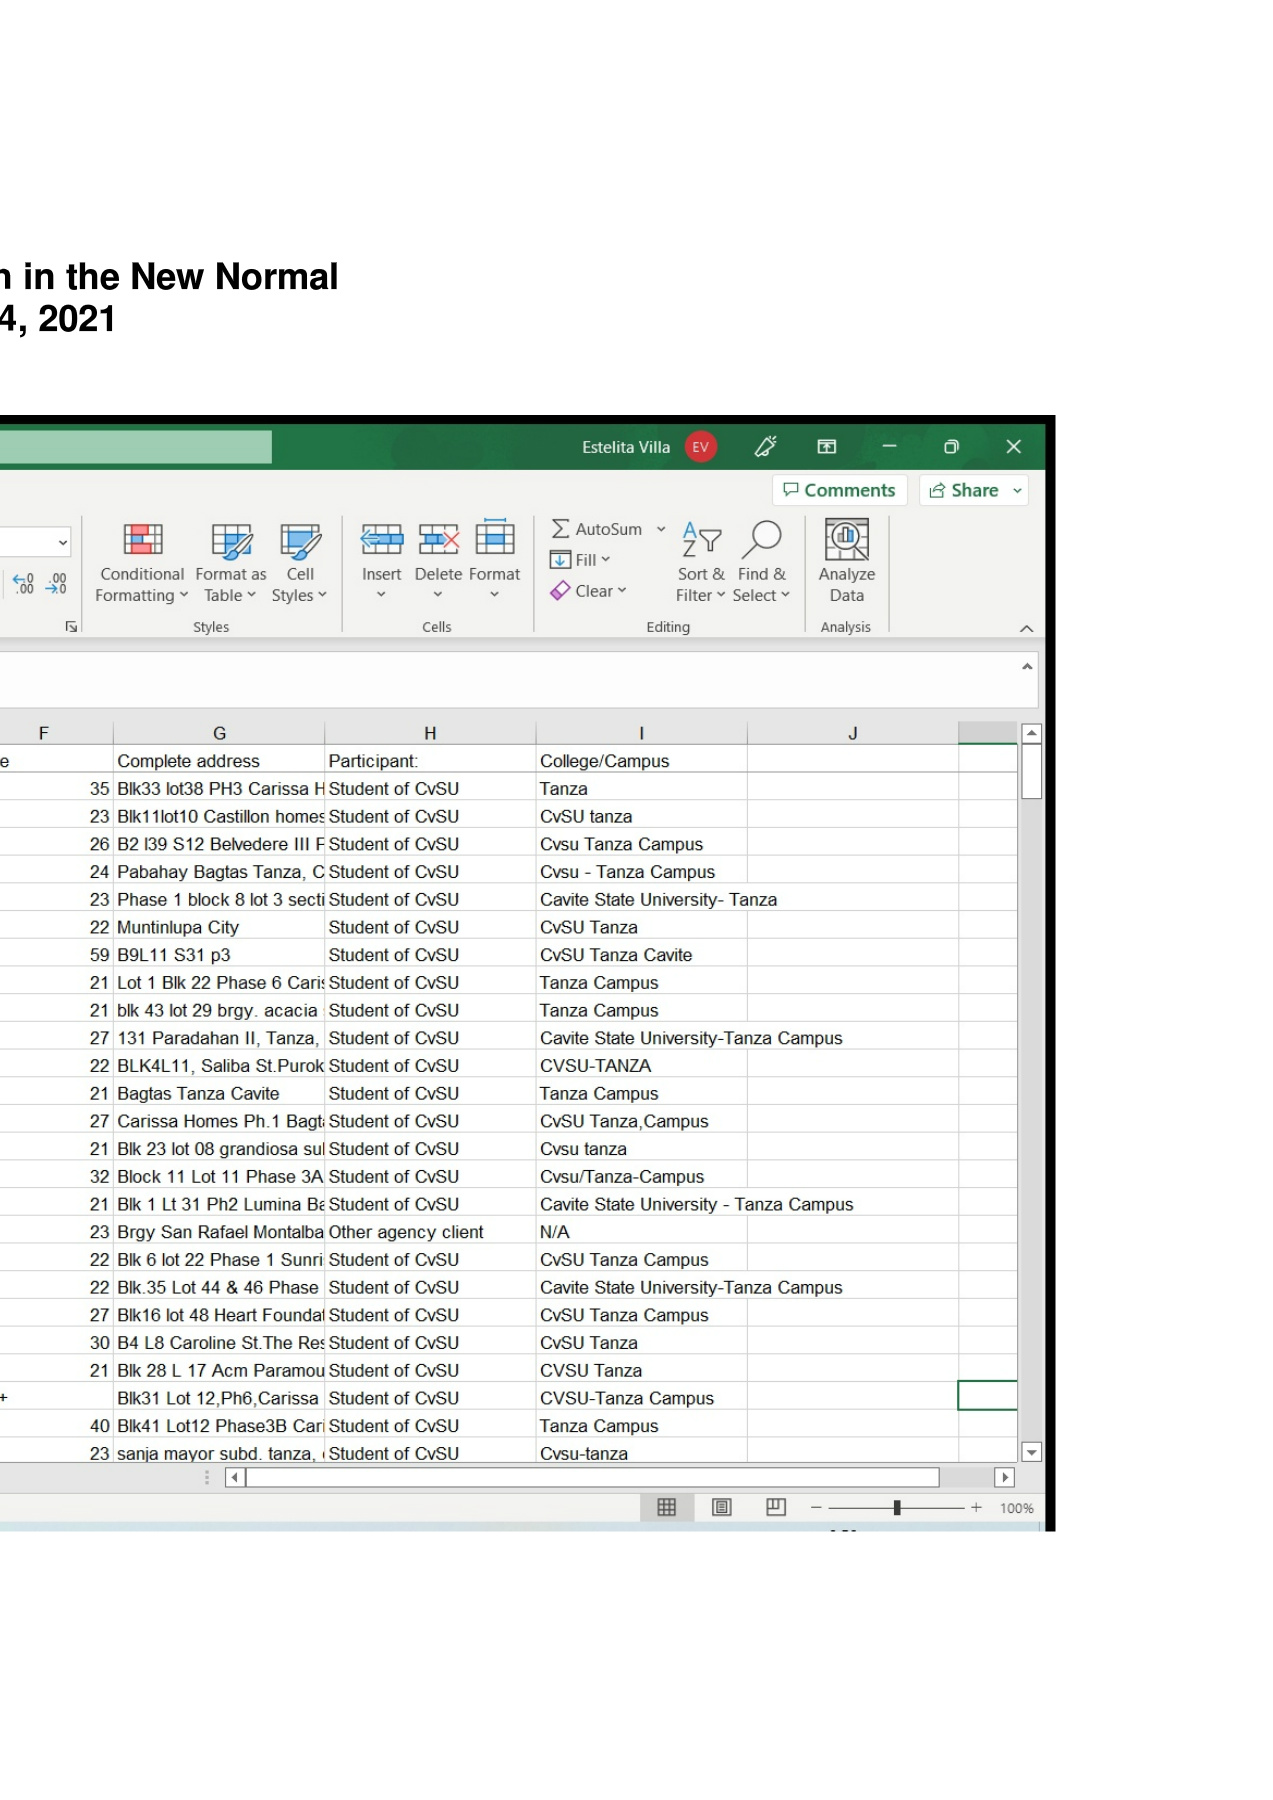 n in the New Normal
4, 2021
Estelita Villa EV
Comments Share
AutoSum
Fill
Clear
Conditional Formatting
Format as Table
Cell Styles
Insert Delete Format
Sort & Filter
Find & Select
Analyze Data
Styles Cells Editing Analysis
F G H I J
e Complete address Participant: College/Campus
35 Blk33 lot38 PH3 Carissa H Student of CvSU Tanza
23 Blk11lot10 Castillon homes Student of CvSU CvSU tanza
26 B2 l39 S12 Belvedere III P Student of CvSU Cvsu Tanza Campus
24 Pabahay Bagtas Tanza, C Student of CvSU Cvsu - Tanza Campus
23 Phase 1 block 8 lot 3 secti Student of CvSU Cavite State University- Tanza
22 Muntinlupa City Student of CvSU CvSU Tanza
59 B9L11 S31 p3 Student of CvSU CvSU Tanza Cavite
21 Lot 1 Blk 22 Phase 6 Caris Student of CvSU Tanza Campus
21 blk 43 lot 29 brgy. acacia Student of CvSU Tanza Campus
27 131 Paradahan II, Tanza, Student of CvSU Cavite State University-Tanza Campus
22 BLK4L11, Saliba St.Purok Student of CvSU CVSU-TANZA
21 Bagtas Tanza Cavite Student of CvSU Tanza Campus
27 Carissa Homes Ph.1 Bagta Student of CvSU CvSU Tanza,Campus
21 Blk 23 lot 08 grandiosa sul Student of CvSU Cvsu tanza
32 Block 11 Lot 11 Phase 3A Student of CvSU Cvsu/Tanza-Campus
21 Blk 1 Lt 31 Ph2 Lumina Ba Student of CvSU Cavite State University - Tanza Campus
23 Brgy San Rafael Montalba Other agency client N/A
22 Blk 6 lot 22 Phase 1 Sunri Student of CvSU CvSU Tanza Campus
22 Blk.35 Lot 44 & 46 Phase Student of CvSU Cavite State University-Tanza Campus
27 Blk16 lot 48 Heart Foundat Student of CvSU CvSU Tanza Campus
30 B4 L8 Caroline St.The Res Student of CvSU CvSU Tanza
21 Blk 28 L 17 Acm Paramou Student of CvSU CVSU Tanza
+ Blk31 Lot 12,Ph6,Carissa Student of CvSU CVSU-Tanza Campus
40 Blk41 Lot12 Phase3B Cari Student of CvSU Tanza Campus
23 sanja mayor subd. tanza, Student of CvSU Cvsu-tanza
100%